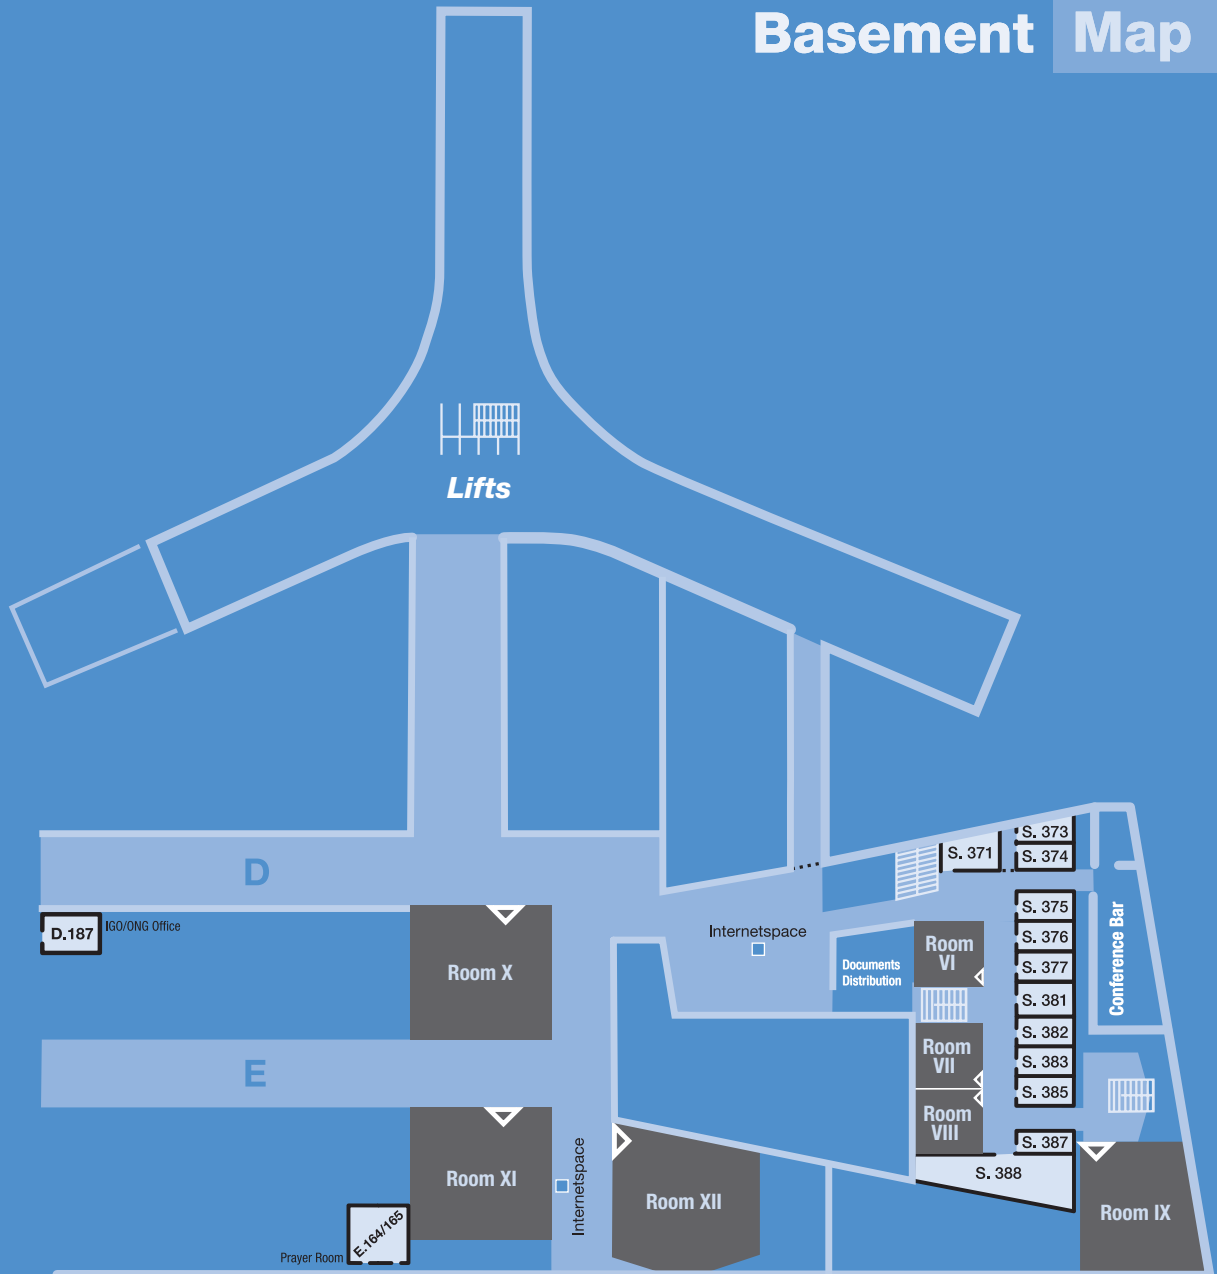 Basement Map
Lifts
D
D.187
IGO/ONG Office
Room X
E
Room XI
E.164/165
Prayer Room
Internetspace
Room XII
Internetspace
Documents
Distribution
Room
VI
Room
VII
Room
VIII
S. 371
S. 373
S. 374
S. 375
S. 376
S. 377
S. 381
S. 382
S. 383
S. 385
S. 387
S. 388
Conference Bar
Room IX